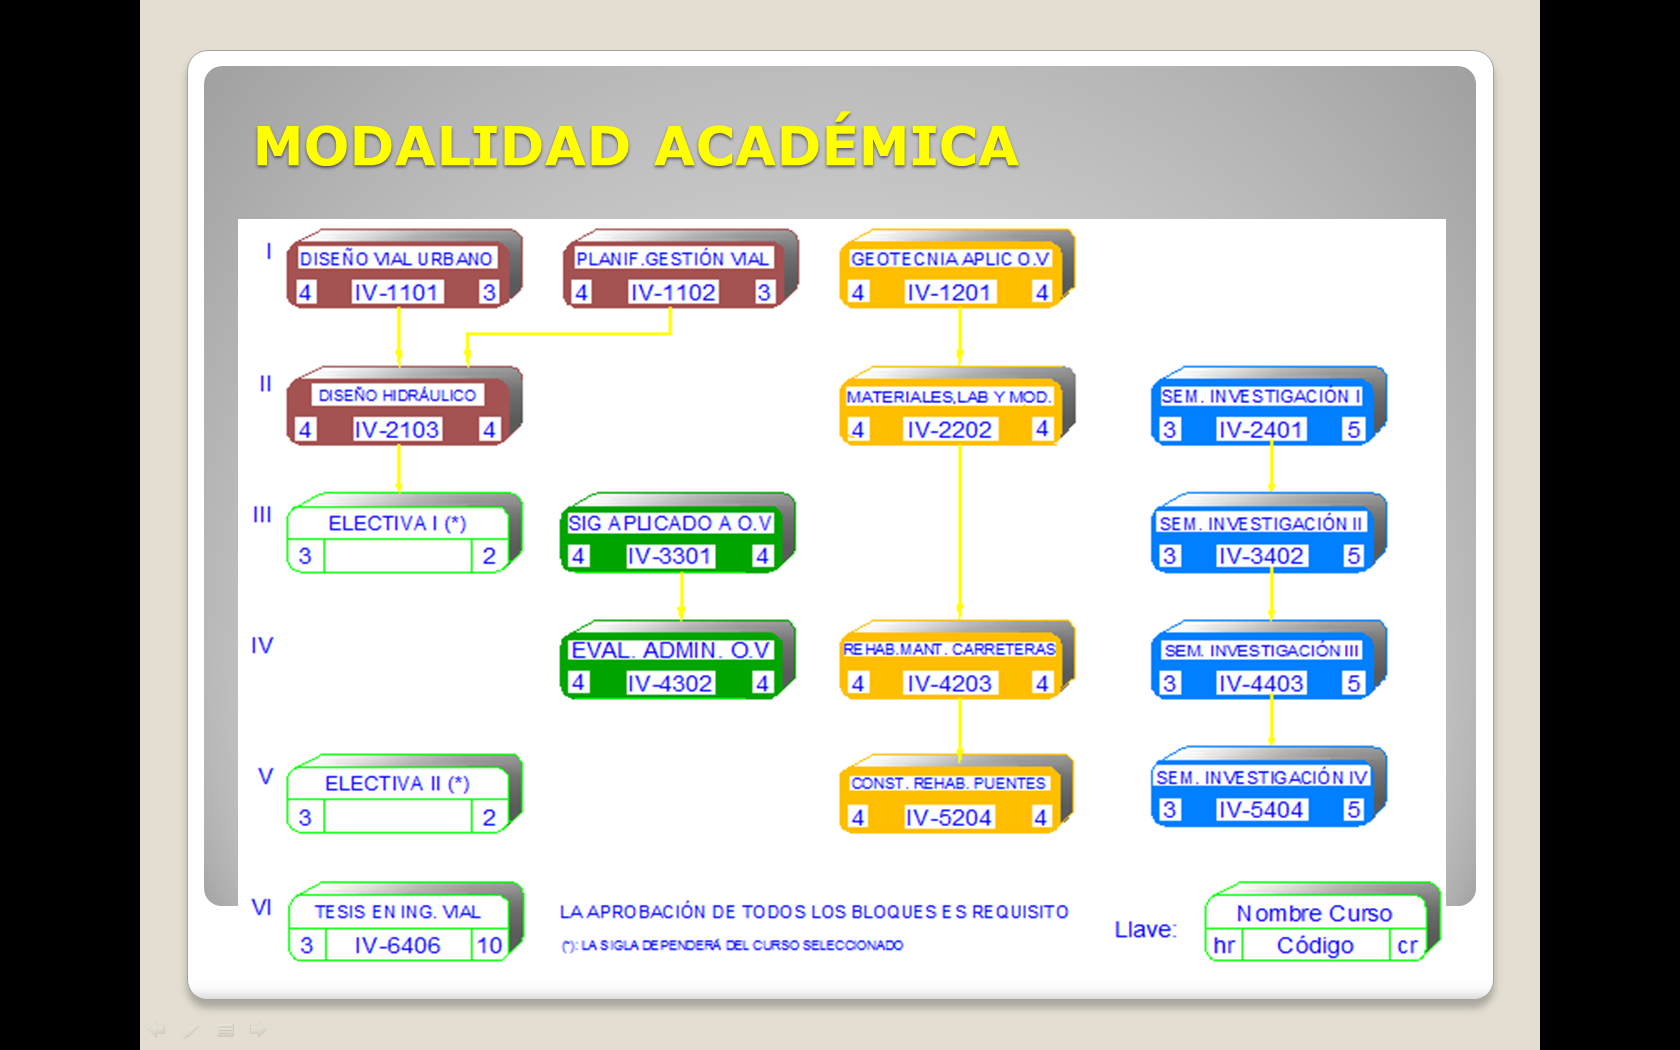 MODALIDAD ACADÉMICA
I
DISEÑO VIAL URBANO
4 IV-1101 3
PLANIF.GESTIÓN VIAL
4 IV-1102 3
GEOTECNIA APLIC O.V
4 IV-1201 4
II
DISEÑO HIDRÁULICO
4 IV-2103 4
MATERIALES,LAB Y MOD.
4 IV-2202 4
SEM. INVESTIGACIÓN I
3 IV-2401 5
III
ELECTIVA I (*)
3 2
SIG APLICADO A O.V
4 IV-3301 4
SEM. INVESTIGACIÓN II
3 IV-3402 5
IV
EVAL. ADMIN. O.V
4 IV-4302 4
REHAB.MANT. CARRETERAS
4 IV-4203 4
SEM. INVESTIGACIÓN III
3 IV-4403 5
V
ELECTIVA II (*)
3 2
CONST. REHAB. PUENTES
4 IV-5204 4
SEM. INVESTIGACIÓN IV
3 IV-5404 5
VI
TESIS EN ING. VIAL
3 IV-6406 10
LA APROBACIÓN DE TODOS LOS BLOQUES ES REQUISITO
(*): LA SIGLA DEPENDERÁ DEL CURSO SELECCIONADO
Llave:
Nombre Curso
hr Código cr